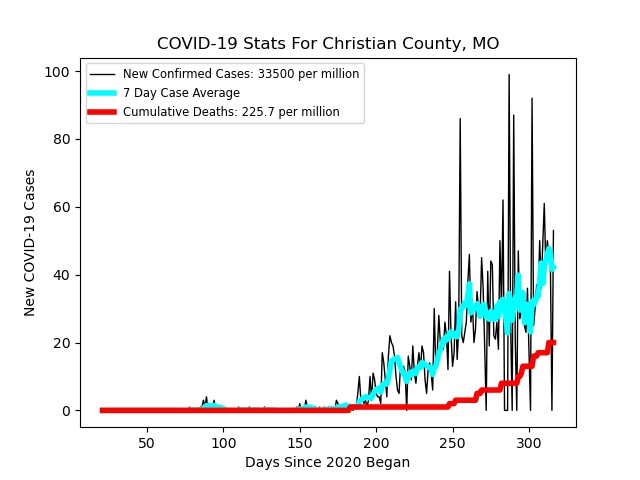 COVID-19 Stats For Christian County, MO
New Confirmed Cases: 33500 per million
7 Day Case Average
Cumulative Deaths: 225.7 per million
New COVID-19 Cases
100
80
60
40
20
0
50 100 150 200 250 300
Days Since 2020 Began